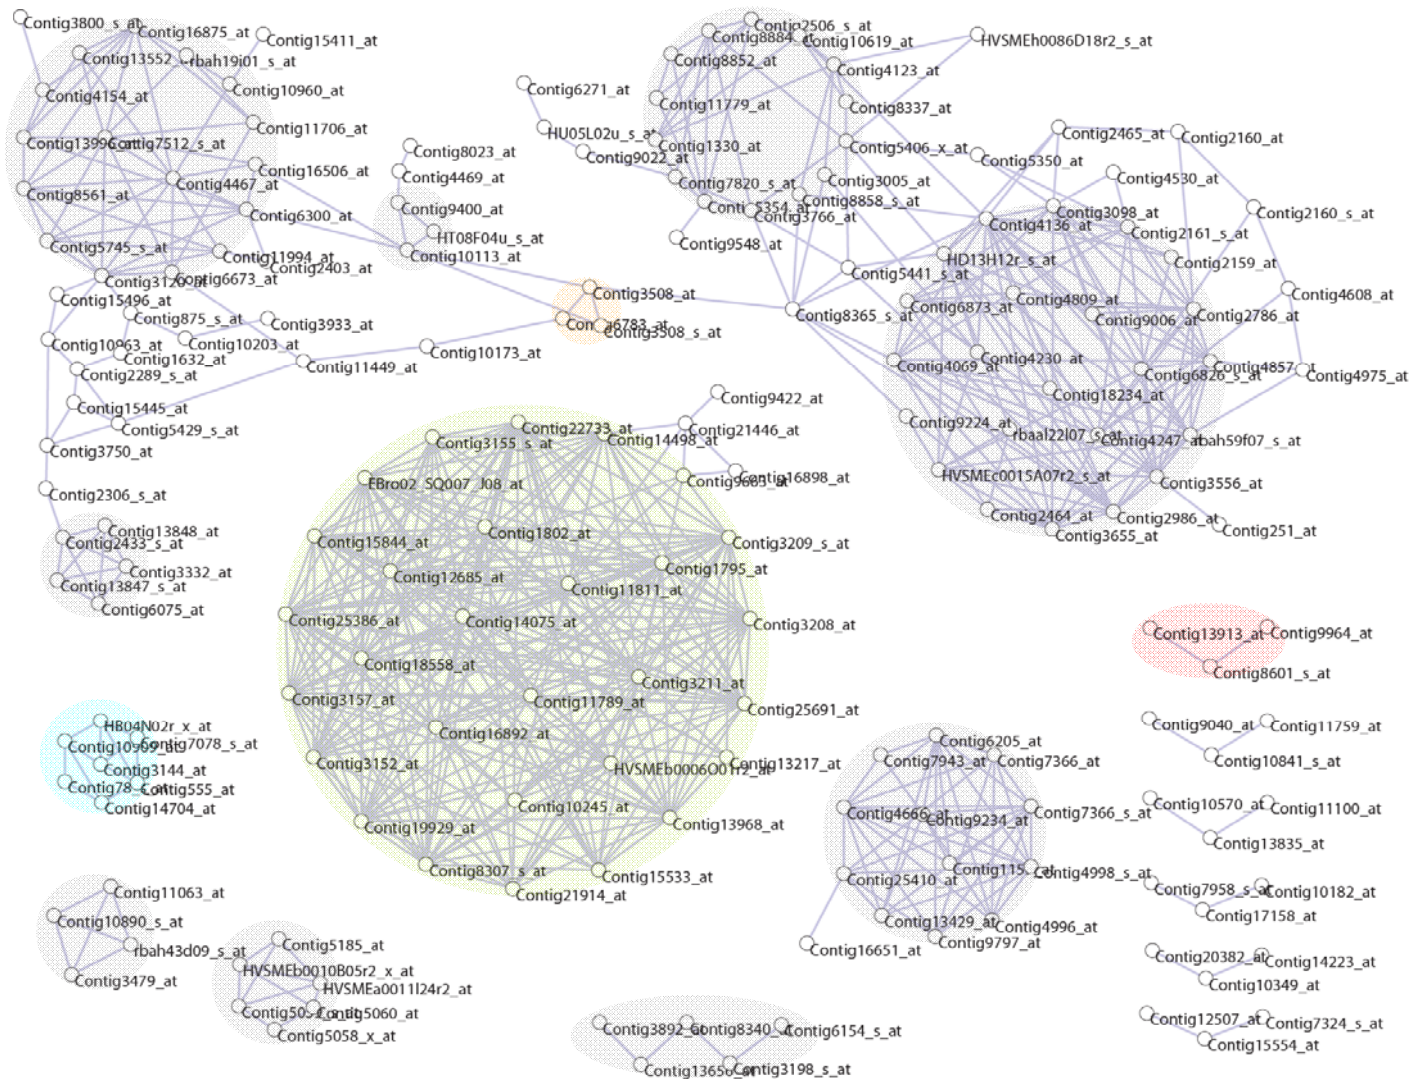 Contig3800_s_at
Contig16875_at
Contig15411_at
Contig13552
rbah19i01_s_at
Contig10960_at
Contig4154_at
Contig11706_at
Contig7512_s_at
Contig16506_at
Contig4467_at
Contig8561_at
Contig6300_at
Contig5745_s_at
Contig11994_at
Contig2403_at
Contig6673_at
Contig15496_at
Contig875_s_at
Contig3933_at
Contig10203_at
Contig1632_at
Contig2289_s_at
Contig11449_at
Contig15445_at
Contig5429_s_at
Contig3750_at
Contig2306_s_at
Contig13848_at
Contig2433_s_at
Contig3332_at
Contig13847_s_at
Contig6075_at
Contig8023_at
Contig4469_at
Contig9400_at
HT08F04u_s_at
Contig10113_at
Contig6271_at
HU05L02u_s_at
Contig9022_at
Contig3508_at
Contig6783_at
Contig3508_s_at
Contig10173_at
Contig2506_s_at
Contig8884_at
Contig10619_at
HVSMEh0086D18r2_s_at
Contig8852_at
Contig4123_at
Contig11779_at
Contig8337_at
Contig1330_at
Contig5406_x_at
Contig5350_at
Contig7820_s_at
Contig3005_at
Contig8858_s_at
Contig3766_at
Contig9548_at
Contig5441_s_at
Contig8365_s_at
Contig2465_at
Contig2160_at
Contig4530_at
Contig3098_at
Contig2160_s_at
Contig4136_at
Contig2161_s_at
HD13H12r_s_at
Contig2159_at
Contig4608_at
Contig6873_at
Contig4809_at
Contig9006_at
Contig2786_at
Contig4230_at
Contig4069_at
Contig4857
Contig6826_s_at
Contig4975_at
Contig18234_at
Contig9224_at
rbaal22l07_s_at
Contig4247_at
rbah59f07_s_at
HVSMEc0015A07r2_s_at
Contig3556_at
Contig2464_at
Contig2986_at
Contig3655_at
Contig251_at
Contig9422_at
Contig22733_at
Contig21446_at
Contig3155_s_at
Contig14498_at
Contig16898_at
EBro02_SQ007_J08_at
Contig1802_at
Contig15844_at
Contig3209_s_at
Contig1795_at
Contig12685_at
Contig11811_at
Contig25386_at
Contig14075_at
Contig3208_at
Contig18558_at
Contig3211_at
Contig3157_at
Contig11789_at
Contig25691_at
Contig16892_at
Contig3152_at
Contig13217_at
Contig10245_at
Contig19929_at
Contig13968_at
Contig8307_s_at
Contig15533_at
Contig21914_at
Contig13913_at
Contig9964_at
Contig8601_s_at
HB04N02r_x_at
Contig7078_s_at
Contig3144_at
Contig555_at
Contig14704_at
Contig9040_at
Contig11759_at
Contig10841_s_at
Contig6205_at
Contig7943_at
Contig7366_at
Contig4666_at
Contig9234_at
Contig7366_s_at
Contig4998_s_at
Contig25410_at
Contig13429_at
Contig4996_at
Contig9797_at
Contig16651_at
Contig10570_at
Contig11100_at
Contig13835_at
Contig7958_s_at
Contig10182_at
Contig17158_at
Contig20382_at
Contig14223_at
Contig10349_at
Contig12507_at
Contig7324_s_at
Contig15554_at
Contig11063_at
Contig10890_s_at
rbah43d09_s_at
Contig3479_at
Contig5185_at
HVSMEb0010B05r2_x_at
HVSMEa0011I24r2_at
Contig5060_at
Contig5058_x_at
Contig3892_at
Contig8340
Contig6154_s_at
Contig3198_s_at